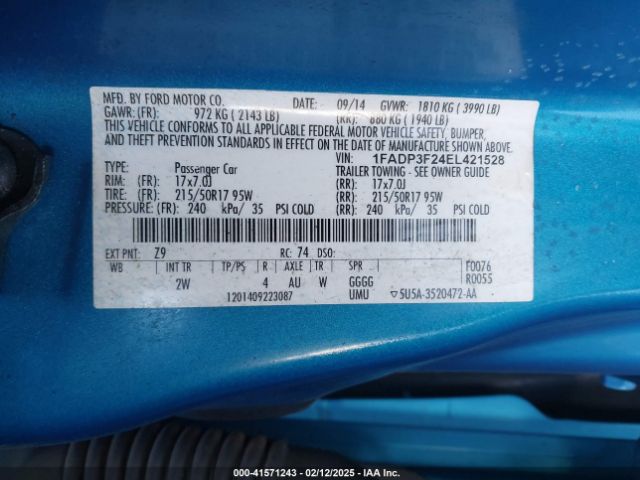 MFD. BY FORD MOTOR CO. DATE: 09/14 GVWR: 1810 KG ( 3990 LB)
GAWR: (FR) 972 KG ( 2143 LB) (RR): 880 KG ( 1940 LB)
THIS VEHICLE CONFORMS TO ALL APPLICABLE FEDERAL MOTOR VEHICLE SAFETY, BUMPER,
AND THEFT PREVENTION STANDARDS IN EFFECT ON THE DATE OF MANUFACTURE SHOWN ABOVE.
VIN: 1FADP3F24EL421528
TYPE: Passenger Car TRAILER TOWING - SEE OWNER GUIDE
RIM: (FR) 17x7.0J (RR): 17x7.0J
TIRE: (FR) 215/50R17 95W (RR): 215/50R17 95W
PRESSURE: (FR) 240 kPa/ 35 PSI COLD (RR): 240 kPa/ 35 PSI COLD
EXT PNT: Z9 RC: 74 DSO: F0076
WB INT TR TP/PS R AXLE TR SPR R0055
2W 4 AU W GGGG
1201409223087 UMU ▽5U5A-3520472-AA
000-41571243 - 02/12/2025 - IAA Inc.